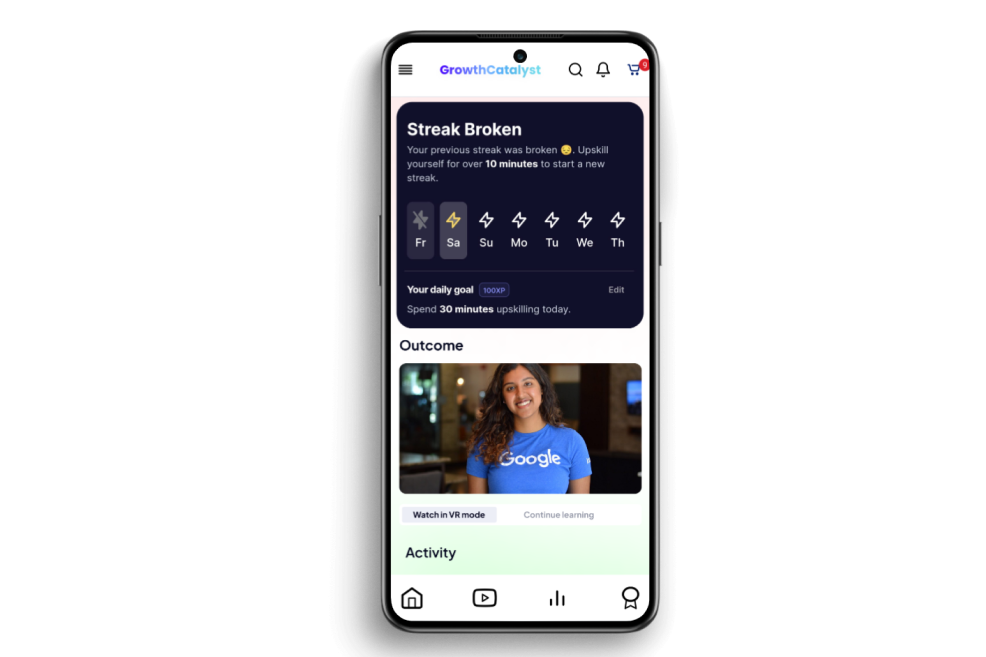 GrowthCatalyst
9
Streak Broken
Your previous streak was broken 😔. Upskill
yourself for over 10 minutes to start a new
streak.
Fr Sa Su Mo Tu We Th
Your daily goal 100XP Edit
Spend 30 minutes upskilling today.
Outcome
Google
Watch in VR mode Continue learning
Activity